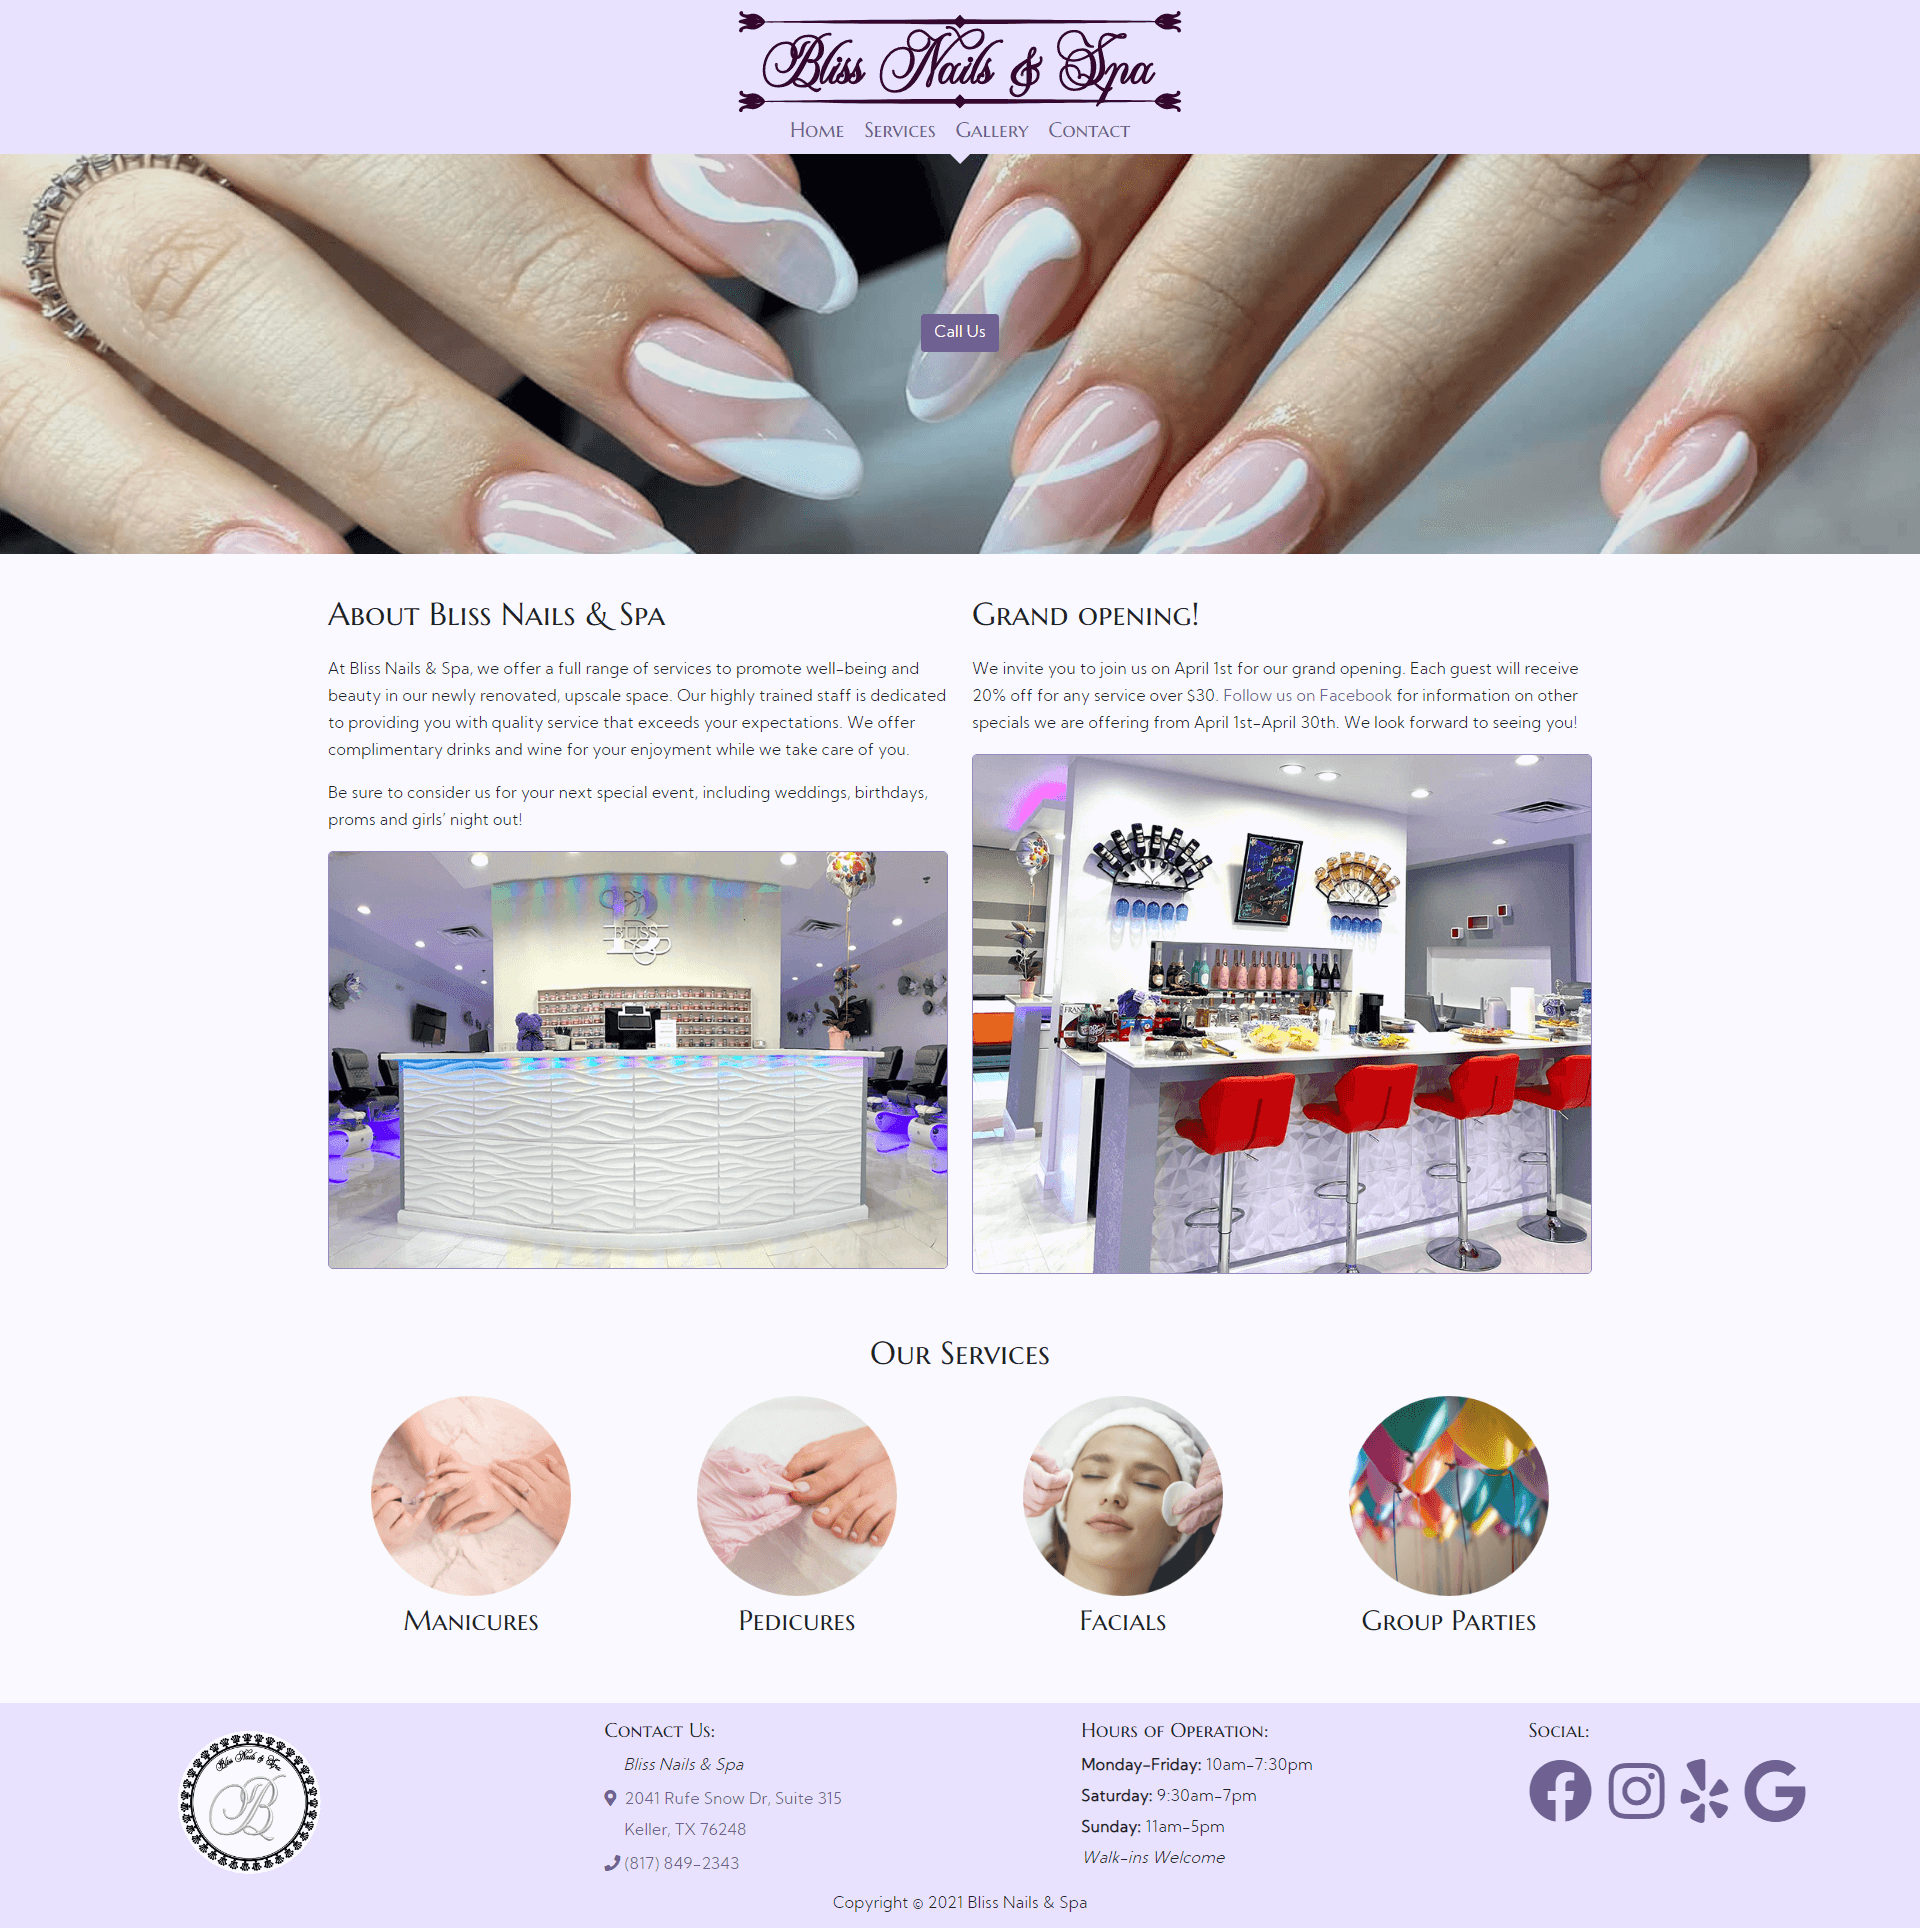 Bliss Nails & Spa
Home Services Gallery Contact
Call Us
About Bliss Nails & Spa
At Bliss Nails & Spa, we offer a full range of services to promote well-being and
beauty in our newly renovated, upscale space. Our highly trained staff is dedicated
to providing you with quality service that exceeds your expectations. We offer
complimentary drinks and wine for your enjoyment while we take care of you.
Be sure to consider us for your next special event, including weddings, birthdays,
proms and girls' night out!
BLISS
Grand opening!
We invite you to join us on April 1st for our grand opening. Each guest will receive
20% off for any service over $30. Follow us on Facebook for information on other
specials we are offering from April 1st-April 30th. We look forward to seeing you!
Our Services
Manicures
Pedicures
Facials
Group Parties
Bliss Nails & Spa
B
Contact Us:
Bliss Nails & Spa
2041 Rufe Snow Dr, Suite 315
Keller, TX 76248
(817) 849-2343
Hours of Operation:
Monday-Friday: 10am-7:30pm
Saturday: 9:30am-7pm
Sunday: 11am-5pm
Walk-ins Welcome
Social:
Copyright © 2021 Bliss Nails & Spa